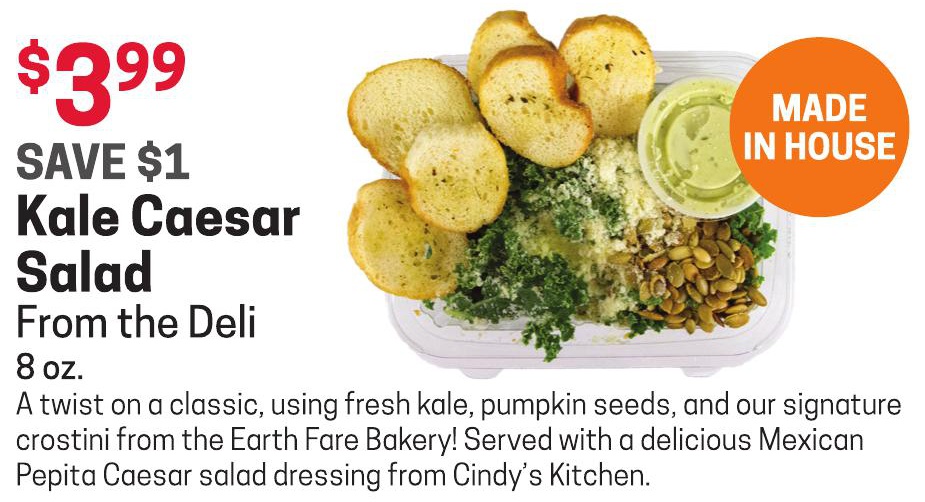 $3.99
SAVE $1
Kale Caesar
Salad
From the Deli
8 oz.
MADE
IN HOUSE
A twist on a classic, using fresh kale, pumpkin seeds, and our signature
crostini from the Earth Fare Bakery! Served with a delicious Mexican
Pepita Caesar salad dressing from Cindy's Kitchen.